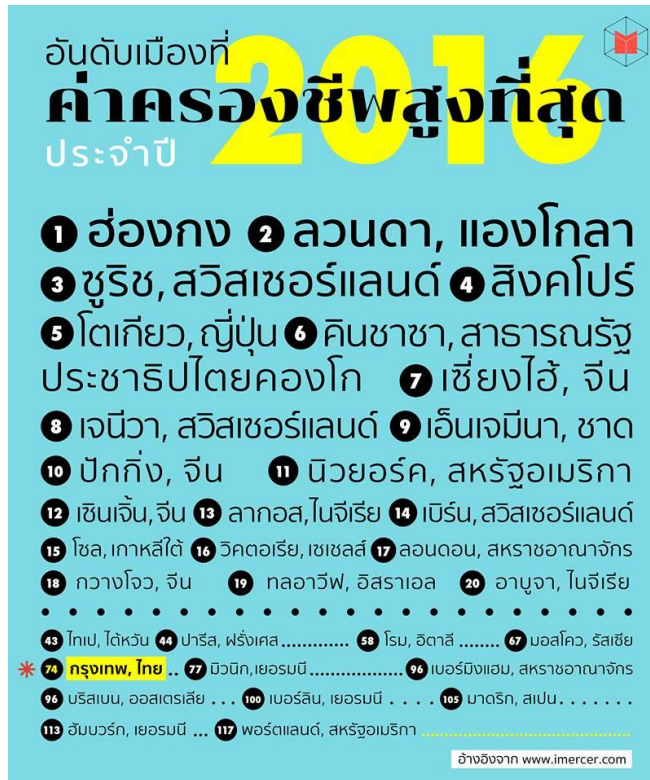 อันดับเมืองที่
2016
ค่าครองชีพสูงที่สุด
ประจำปี
1 ฮ่องกง 2 ลวนดา, แองโกลา
3 ซูริช, สวิสเซอร์แลนด์ 4 สิงคโปร์
5 โตเกียว, ญี่ปุ่น 6 คินชาซา, สาธารณรัฐ
ประชาธิปไตยคองโก 7 เซี่ยงไฮ้, จีน
8 เจนีวา, สวิสเซอร์แลนด์ 9 เอ็นเจมีนา, ชาด
10 ปักกิ่ง, จีน 11 นิวยอร์ค, สหรัฐอเมริกา
12 เซินเจิ้น, จีน 13 ลากอส, ไนจีเรีย 14 เบิร์น, สวิสเซอร์แลนด์
15 โซล, เกาหลีใต้ 16 วิคตอเรีย, เซเชลส์ 17 ลอนดอน, สหราชอาณาจักร
18 กวางโจว, จีน 19 ทลอาวีฟ, อิสราเอล 20 อาบูจา, ไนจีเรีย
43 ไทเป, ไต้หวัน 44 ปารีส, ฝรั่งเศส ............. 58 โรม, อิตาลี ........ 67 มอสโคว, รัสเซีย
74 กรุงเทพ, ไทย .. 77 มิวนิก, เยอรมนี ...................... 96 เบอร์มิงแฮม, สหราชอาณาจักร
96 บริสเบน, ออสเตรเลีย . . . 100 เบอร์ลิน, เยอรมนี . . . . 105 มาดริก, สเปน . . . . . . .
113 ฮัมบวร์ก, เยอรมนี ... 117 พอร์ตแลนด์, สหรัฐอเมริกา ........................................
อ้างอิงจาก www.imercer.com